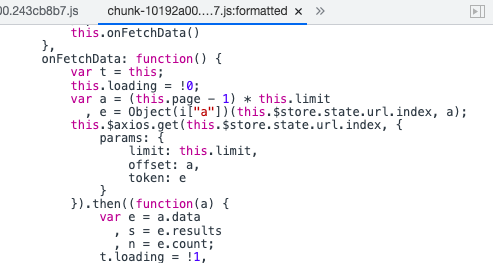 00.243cb8b7.js chunk-10192a00....7.js:formatted × »
this.onFetchData()
},
onFetchData: function() {
var t = this;
this.loading = !0;
var a = (this.page - 1) * this.limit
, e = Object(i["a"])(this.$store.state.url.index, a);
this.$axios.get(this.$store.state.url.index, {
params: {
limit: this.limit,
offset: a,
token: e
}
}).then((function(a) {
var e = a.data
, s = e.results
, n = e.count;
t.loading = !1,